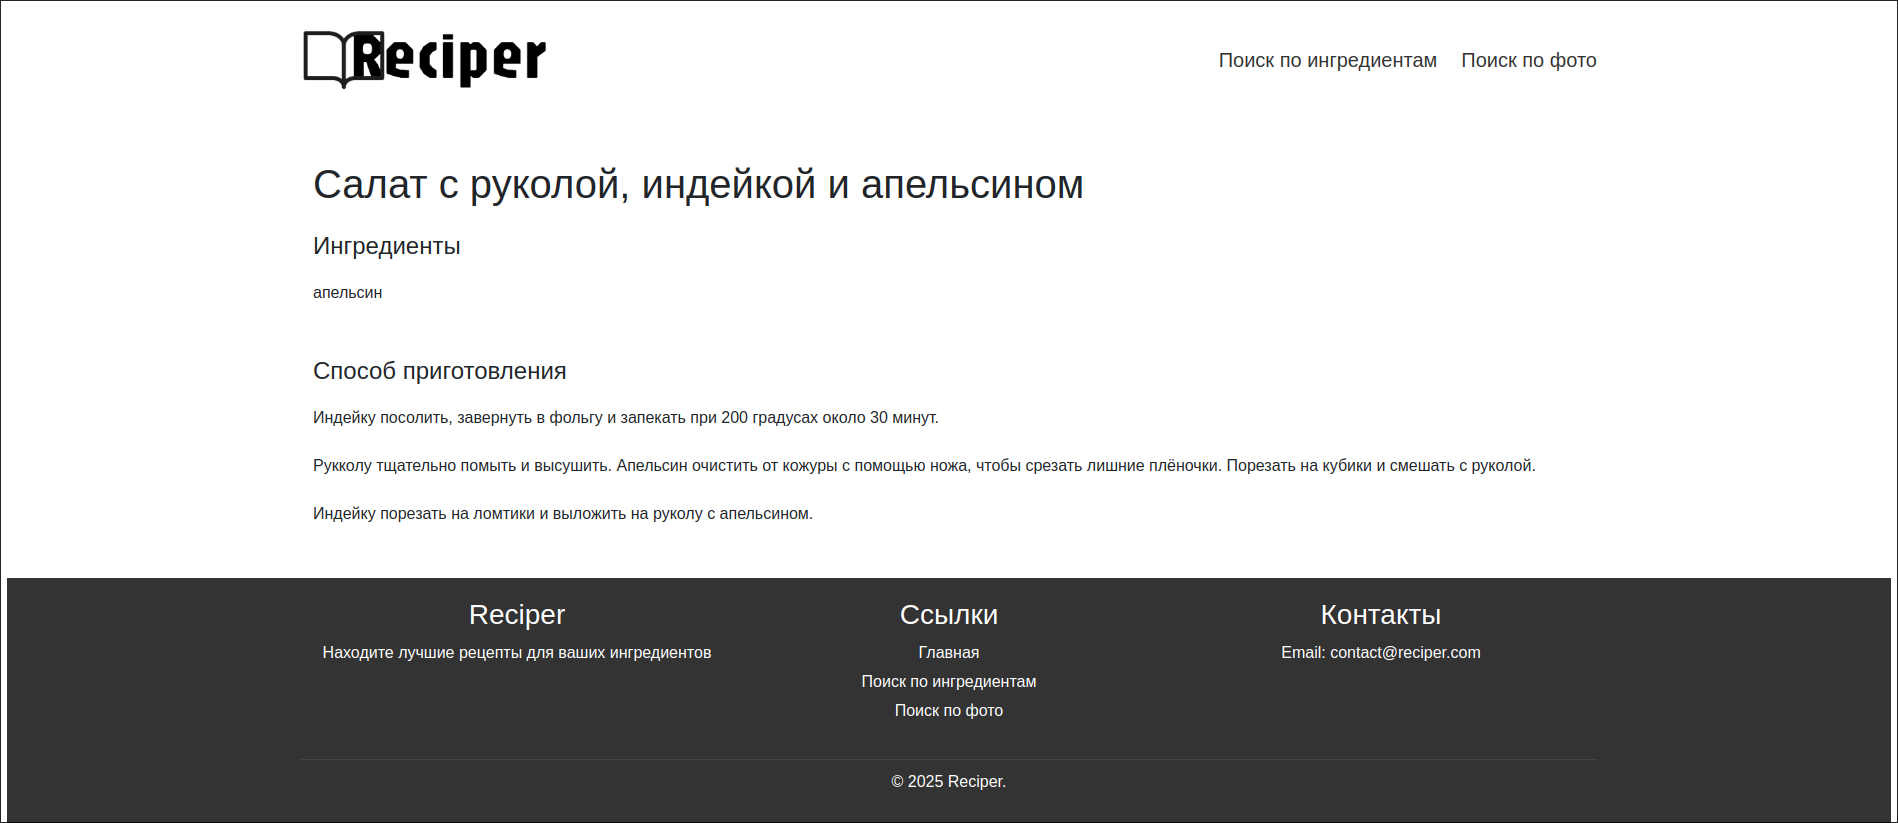 Reciper
Поиск по ингредиентам Поиск по фото
Салат с руколой, индейкой и апельсином
Ингредиенты
апельсин
Способ приготовления
Индейку посолить, завернуть в фольгу и запекать при 200 градусах около 30 минут.
Рукколу тщательно помыть и высушить. Апельсин очистить от кожуры с помощью ножа, чтобы срезать лишние плёночки. Порезать на кубики и смешать с руколой.
Индейку порезать на ломтики и выложить на руколу с апельсином.
Reciper
Находите лучшие рецепты для ваших ингредиентов
Ссылки
Главная
Поиск по ингредиентам
Поиск по фото
Контакты
Email: contact@reciper.com
© 2025 Reciper.